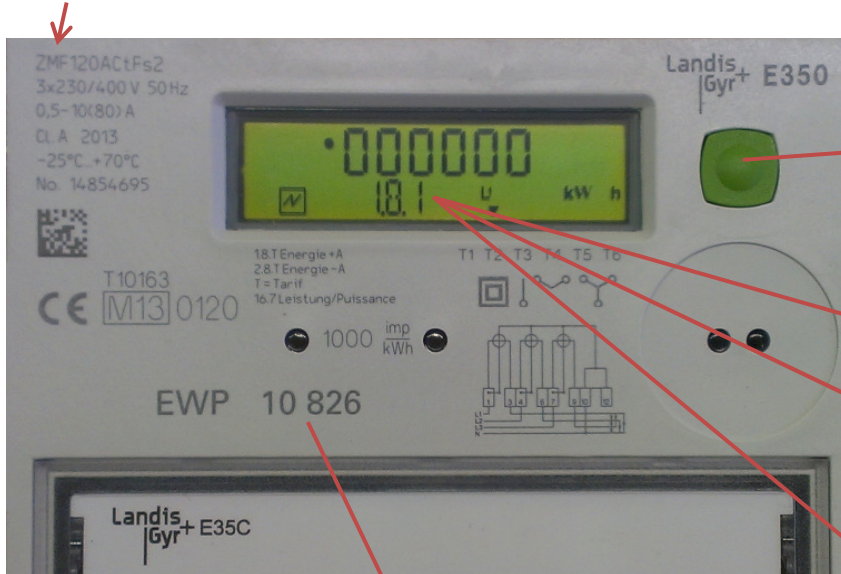 ZMF120ACtFs2
3x230/400 V 50Hz
0,5-10(80) A
Cl. A 2013
-25°C...+70°C
No. 14854695
Landis
Gyr+ E350
000000
1.8.1 kW h
1.8.T Energie +A
2.8.T Energie -A
T = Tarif
16.7 Leistung/Puissance
T1 T2 T3 T4 T5 T6
T10163
CE M13 0120
1000 imp
kWh
EWP 10 826
Landis
Gyr+ E35C